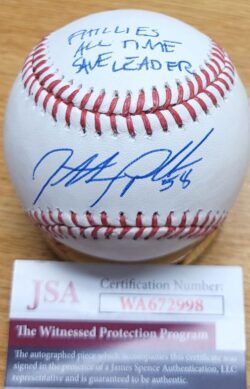 PHILLIES
ALL TIME
SAVE LEADER
58
JSA
Certification Number:
WA672998
The Witnessed Protection Program
The autographed piece which accompanies this certificate was
signed in the presence of a James Spence Authentication, LLC
representative and is guaranteed to be authentic.